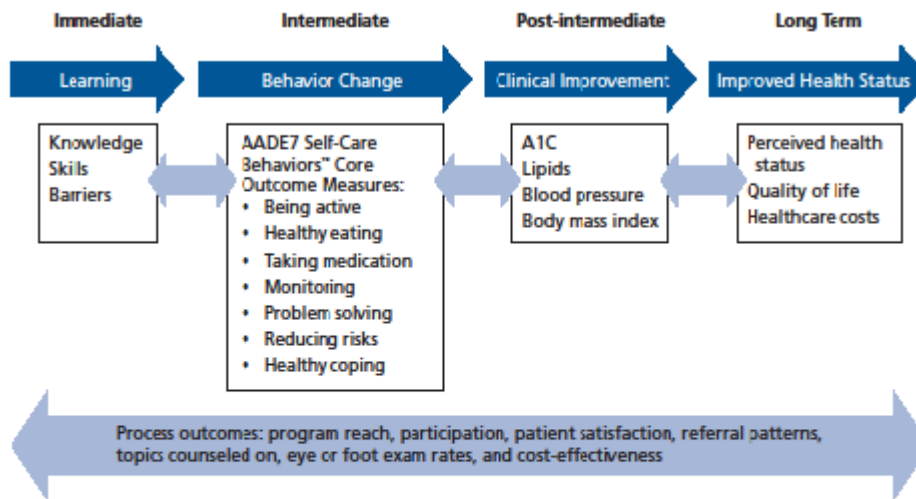 Immediate
Intermediate
Post-intermediate
Long Term
Learning
Behavior Change
Clinical Improvement
Improved Health Status
Knowledge
Skills
Barriers
AADE7 Self-Care
Behaviors™ Core
Outcome Measures:
• Being active
• Healthy eating
• Taking medication
• Monitoring
• Problem solving
• Reducing risks
• Healthy coping
A1C
Lipids
Blood pressure
Body mass index
Perceived health
status
Quality of life
Healthcare costs
Process outcomes: program reach, participation, patient satisfaction, referral patterns,
topics counseled on, eye or foot exam rates, and cost-effectiveness